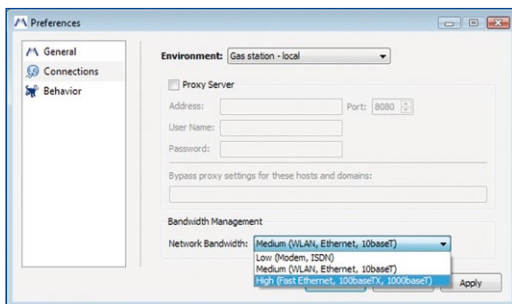 Preferences
General
Connections
Behavior
Environment: Gas station - local
Proxy Server
Address:
Port: 8080
User Name:
Password:
Bypass proxy settings for these hosts and domains:
Bandwidth Management
Network Bandwidth: Medium (WLAN, Ethernet, 10baseT)
Low (Modem, ISDN)
Medium (WLAN, Ethernet, 10baseT)
High (Fast Ethernet, 100baseTX, 1000baseT)
Apply